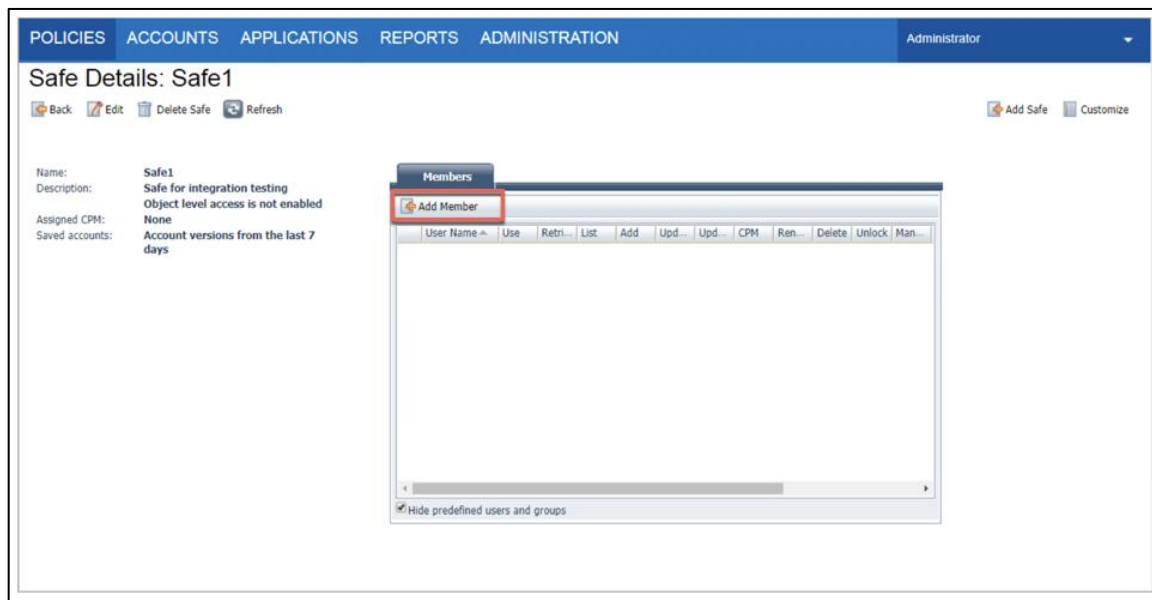 POLICIES ACCOUNTS APPLICATIONS REPORTS ADMINISTRATION Administrator
Safe Details: Safe1
Back Edit Delete Safe Refresh Add Safe Customize
Name: Safe1
Description: Safe for integration testing
Object level access is not enabled
Assigned CPM: None
Saved accounts: Account versions from the last 7
days
Members
Add Member
User Name Use Retri... List Add Upd... Upd... CPM Ren... Delete Unlock Man...
Hide predefined users and groups